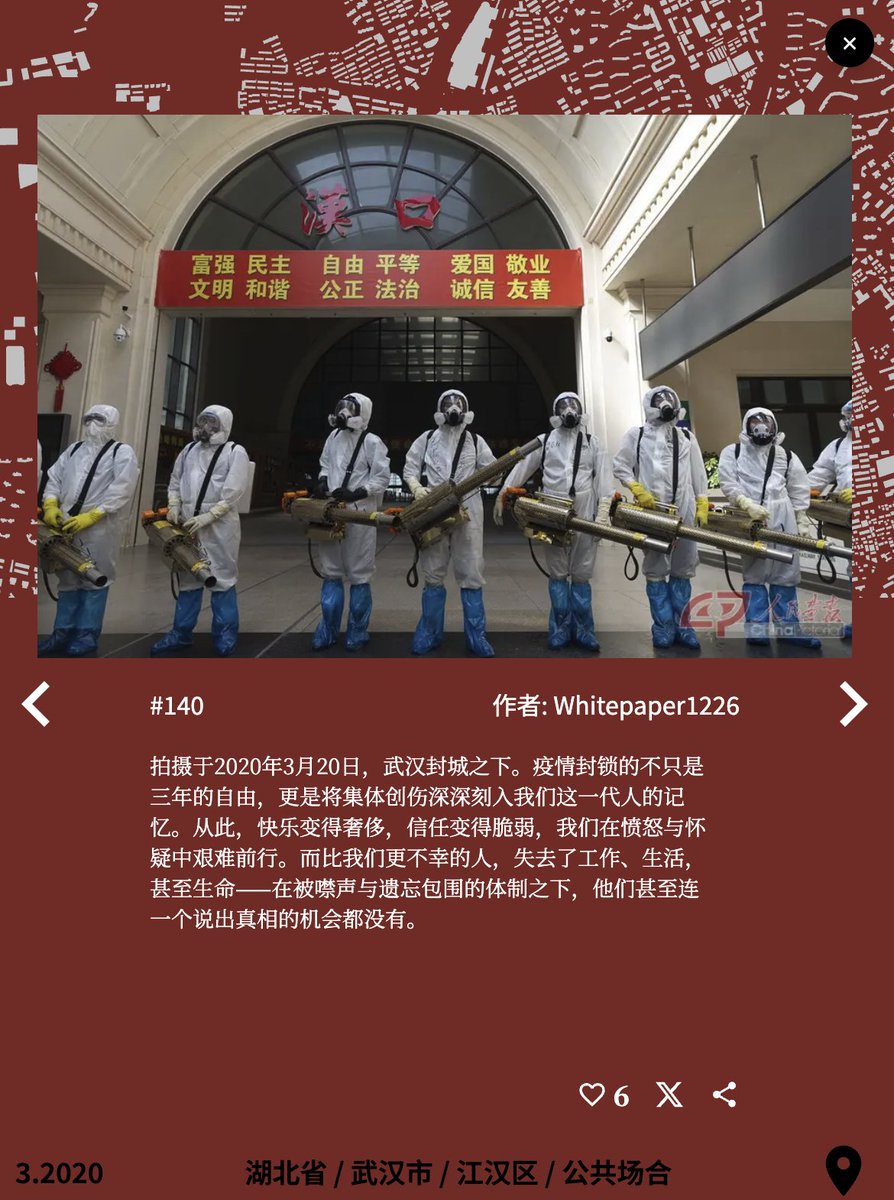 漢 口
富强 民主 自由 平等 爱国 敬业
文明 和谐 公正 法治 诚信 友善
人民画报
#140
作者: Whitepaper1226
拍摄于2020年3月20日，武汉封城之下。疫情封锁的不只是
三年的自由，更是将集体创伤深深刻入我们这一代人的记
忆。从此，快乐变得奢侈，信任变得脆弱，我们在愤怒与怀
疑中艰难前行。而比我们更不幸的人，失去了工作、生活，
甚至生命——在被噤声与遗忘包围的体制之下，他们甚至连
一个说出真相的机会都没有。
6
3.2020
湖北省 / 武汉市 / 江汉区 / 公共场合